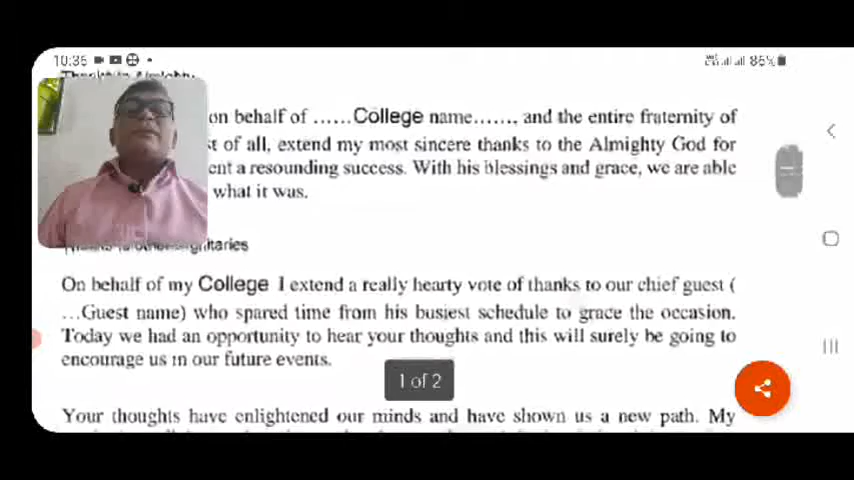 10:36
86%
Thanks to Almighty
on behalf of ......College name......, and the entire fraternity of
of all, extend my most sincere thanks to the Almighty God for
a resounding success. With his blessings and grace, we are able
what it was.
On behalf of my College I extend a really hearty vote of thanks to our chief guest (
...Guest name) who spared time from his busiest schedule to grace the occasion.
Today we had an opportunity to hear your thoughts and this will surely be going to
encourage us in our future events.
1 of 2
Your thoughts have enlightened our minds and have shown us a new path. My